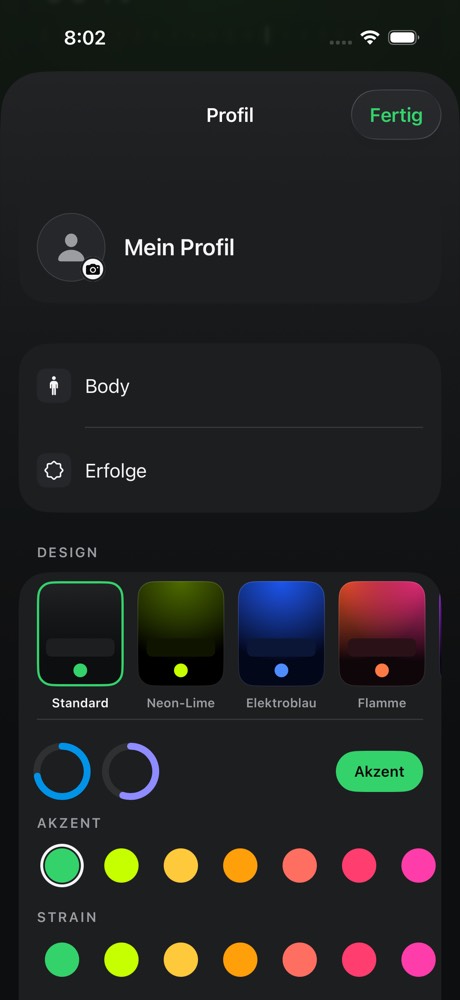 8:02
Profil
Fertig
Mein Profil
Body
Erfolge
DESIGN
Standard
Neon-Lime
Elektroblau
Flamme
Akzent
AKZENT
STRAIN